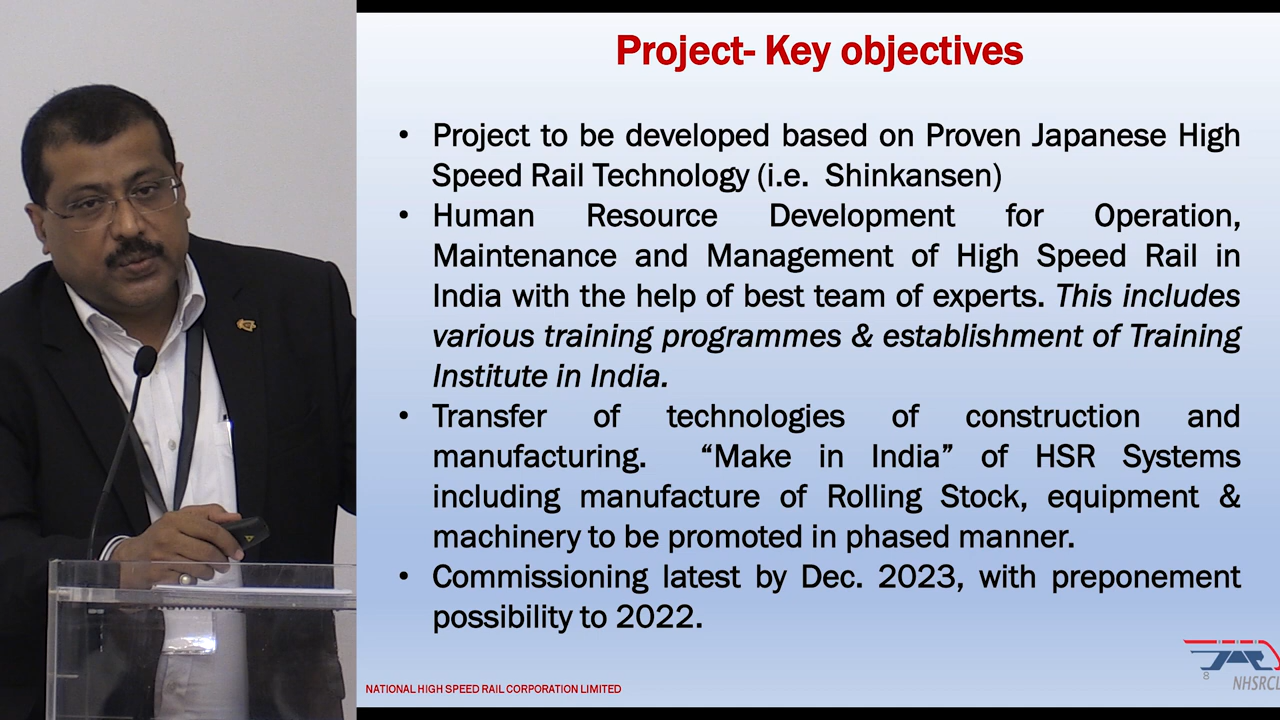 Project- Key objectives
• Project to be developed based on Proven Japanese High
Speed Rail Technology (i.e. Shinkansen)
• Human Resource Development for Operation,
Maintenance and Management of High Speed Rail in
India with the help of best team of experts. This includes
various training programmes & establishment of Training
Institute in India.
• Transfer of technologies of construction and
manufacturing. “Make in India” of HSR Systems
including manufacture of Rolling Stock, equipment &
machinery to be promoted in phased manner.
• Commissioning latest by Dec. 2023, with preponement
possibility to 2022.
8
NHSRCL
NATIONAL HIGH SPEED RAIL CORPORATION LIMITED